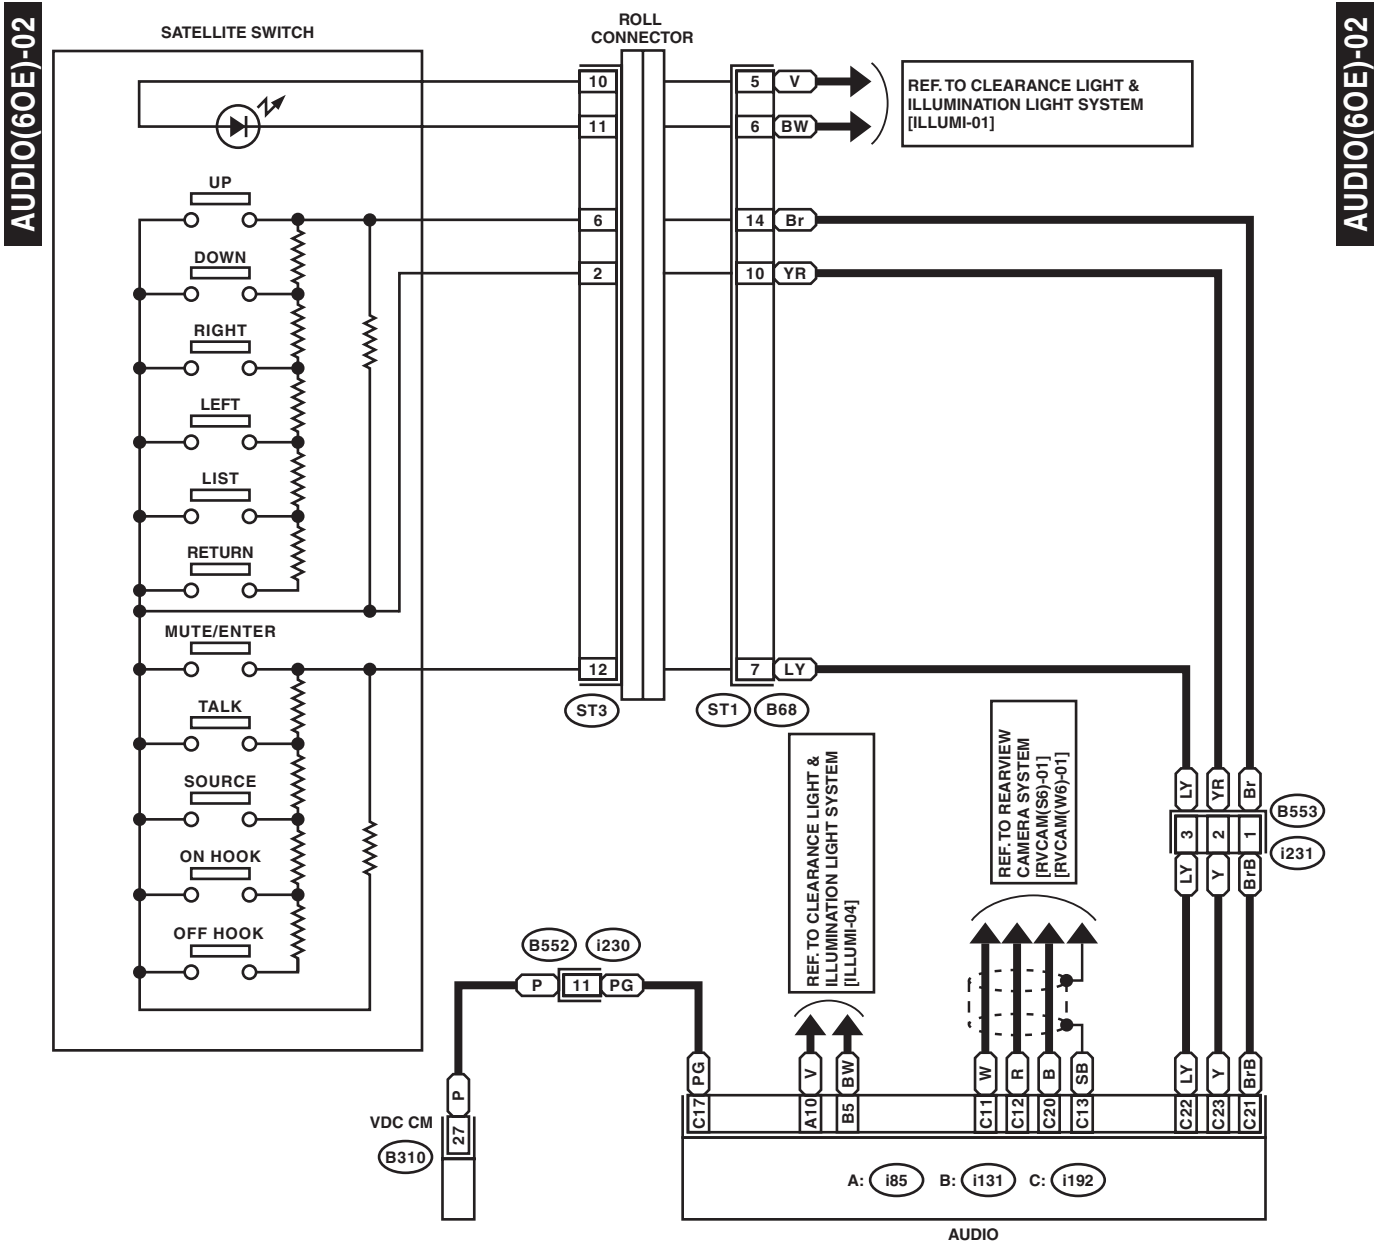 AUDIO(6OE)-02
AUDIO(6OE)-02
SATELLITE SWITCH
ROLL
CONNECTOR
10
5
V
REF. TO CLEARANCE LIGHT &
ILLUMINATION LIGHT SYSTEM
[ILLUMI-01]
11
6
BW
UP
6
14
Br
DOWN
2
10
YR
RIGHT
LEFT
LIST
RETURN
MUTE/ENTER
12
7
LY
ST3
ST1
B68
TALK
SOURCE
ON HOOK
OFF HOOK
REF. TO CLEARANCE LIGHT &
ILLUMINATION LIGHT SYSTEM
[ILLUMI-04]
REF. TO REARVIEW
CAMERA SYSTEM
[RVCAM(S6)-01]
[RVCAM(W6)-01]
LY
YR
Br
B553
3
2
1
i231
LY
Y
BrB
B552
i230
P
11
PG
P
PG
V
BW
W
R
B
SB
LY
Y
BrB
VDC CM
27
B310
C17
A10
B5
C11
C12
C20
C13
C22
C23
C21
A: i85 B: i131 C: i192
AUDIO